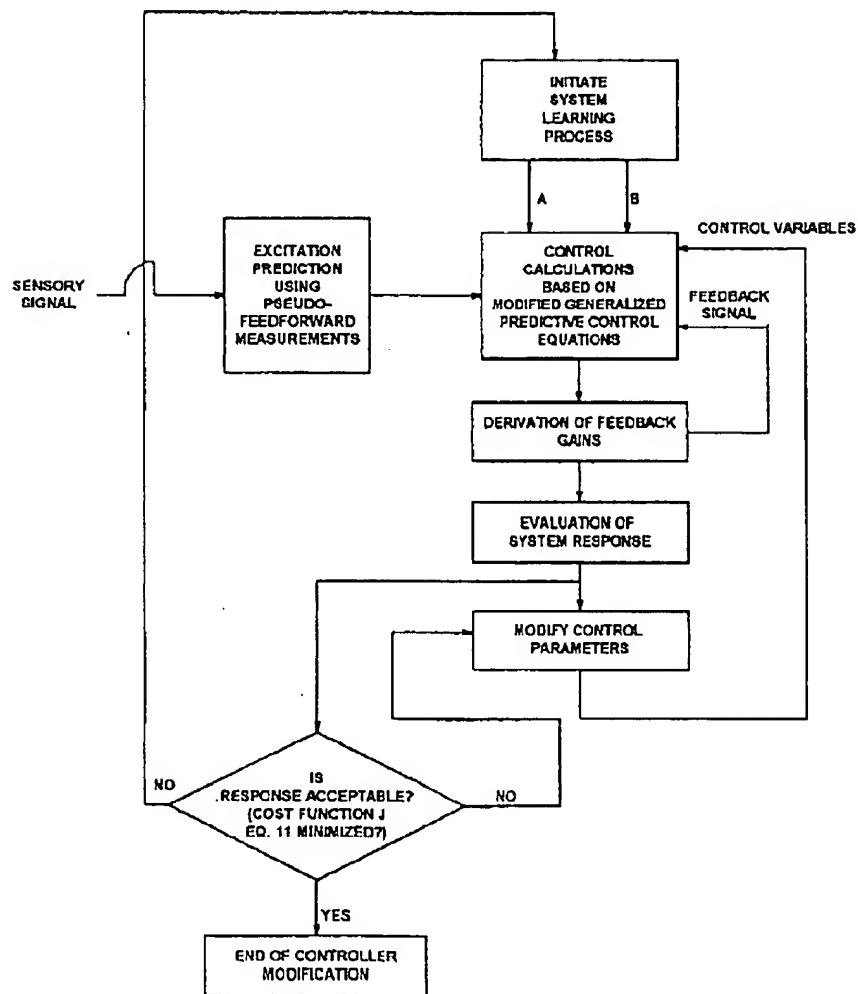 INITIATE
SYSTEM
LEARNING
PROCESS
A
B
CONTROL VARIABLES
SENSORY
SIGNAL
EXCITATION
PREDICTION
USING
PSEUDO-
FEEDFORWARD
MEASUREMENTS
CONTROL
CALCULATIONS
BASED ON
MODIFIED GENERALIZED
PREDICTIVE CONTROL
EQUATIONS
FEEDBACK
SIGNAL
DERIVATION OF FEEDBACK
GAINS
EVALUATION OF
SYSTEM RESPONSE
MODIFY CONTROL
PARAMETERS
NO
IS
RESPONSE ACCEPTABLE?
(COST FUNCTION J
EQ. 11 MINIMIZED?)
NO
YES
END OF CONTROLLER
MODIFICATION